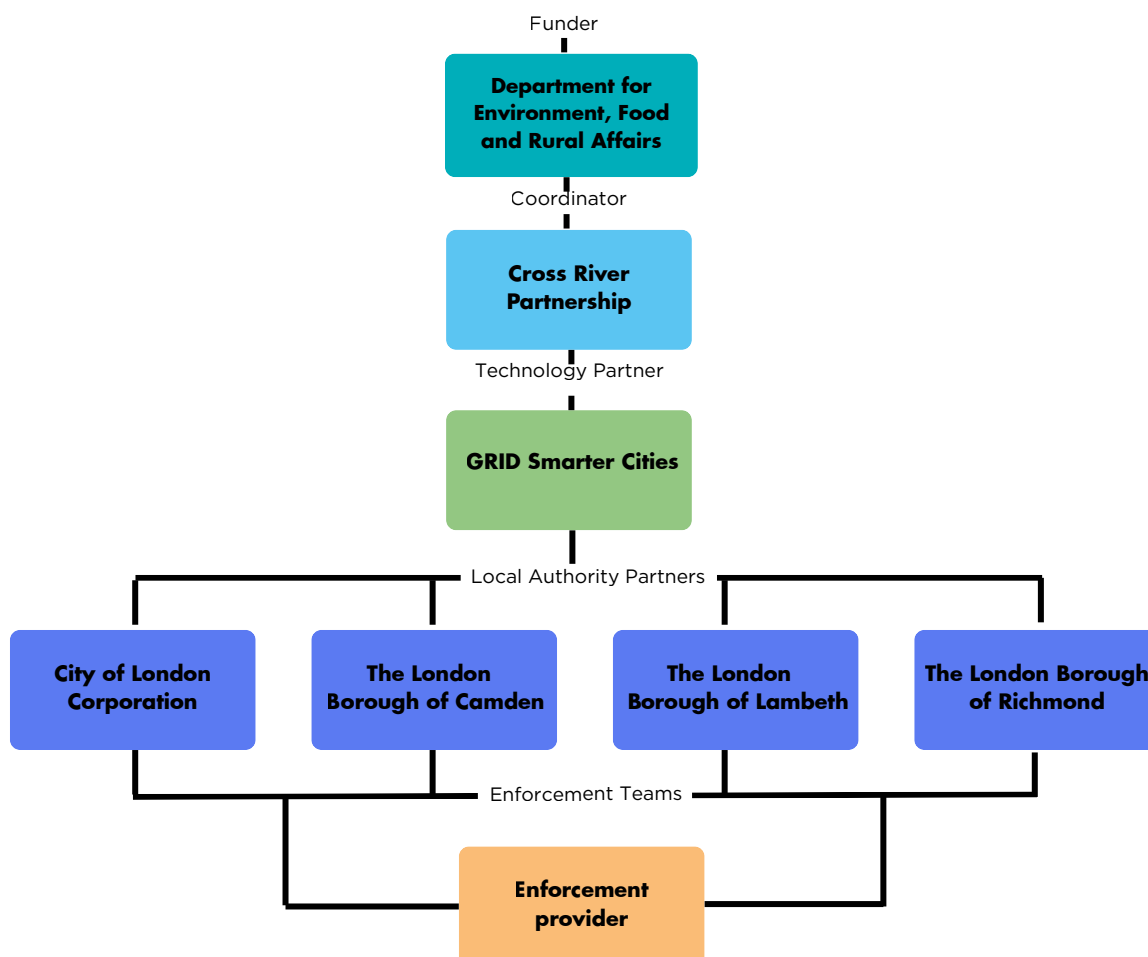 Funder
Department for
Environment, Food
and Rural Affairs
Coordinator
Cross River
Partnership
Technology Partner
GRID Smarter Cities
Local Authority Partners
City of London
Corporation
The London
Borough of Camden
The London
Borough of Lambeth
The London Borough
of Richmond
Enforcement Teams
Enforcement
provider